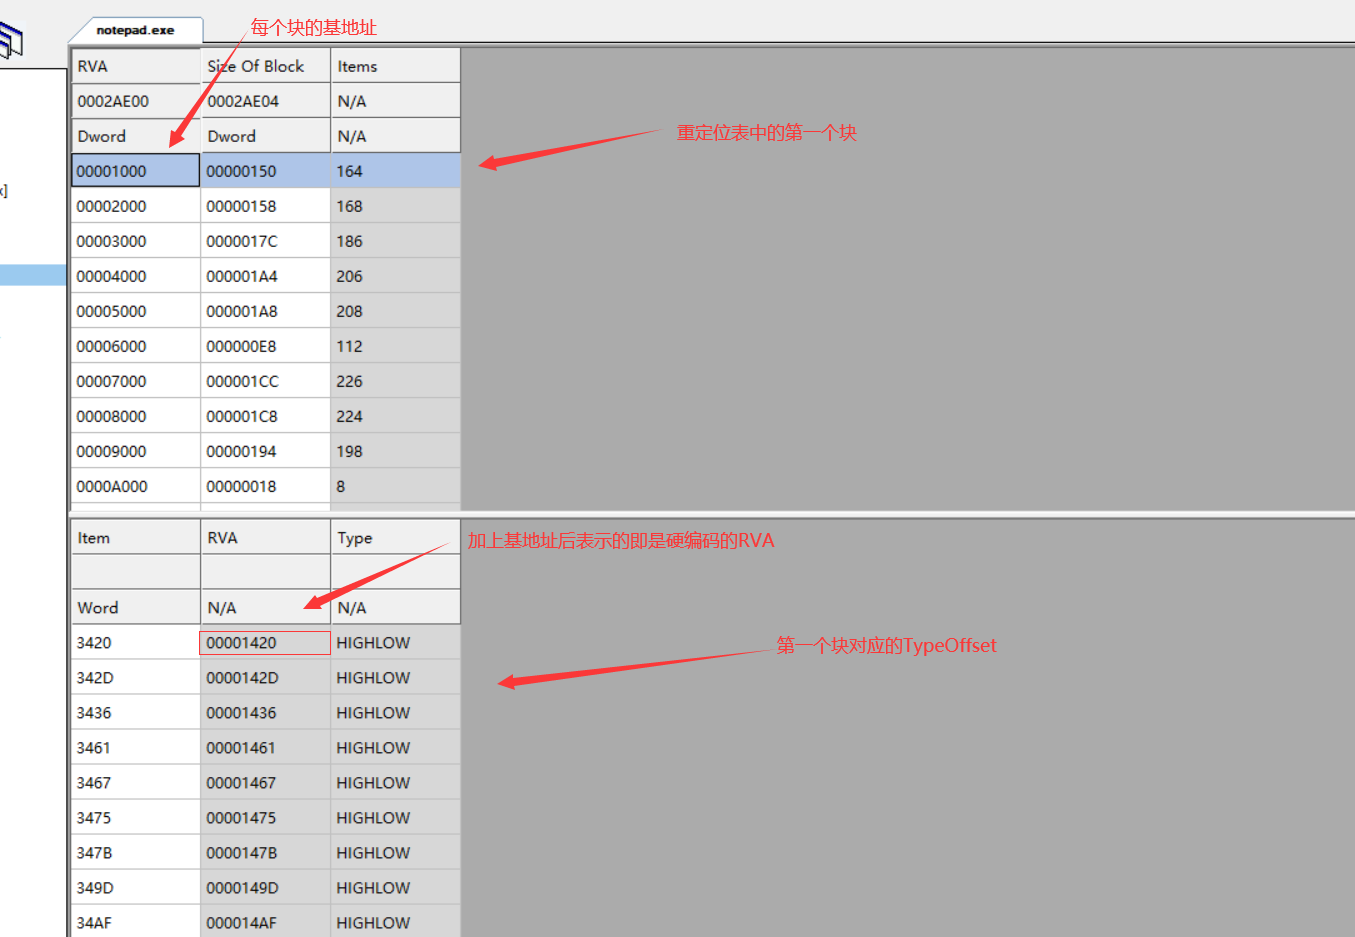 notepad.exe
每个块的基地址
RVA Size Of Block Items
0002AE00 0002AE04 N/A
Dword Dword N/A
重定位表中的第一个块
00001000 00000150 164
x]
00002000 00000158 168
00003000 0000017C 186
00004000 000001A4 206
00005000 000001A8 208
00006000 000000E8 112
00007000 000001CC 226
00008000 000001C8 224
00009000 00000194 198
0000A000 00000018 8
Item RVA Type
加上基地址后表示的即是硬编码的RVA
Word N/A N/A
3420 00001420 HIGHLOW
第一个块对应的TypeOffset
342D 0000142D HIGHLOW
3436 00001436 HIGHLOW
3461 00001461 HIGHLOW
3467 00001467 HIGHLOW
3475 00001475 HIGHLOW
347B 0000147B HIGHLOW
349D 0000149D HIGHLOW
34AF 000014AF HIGHLOW